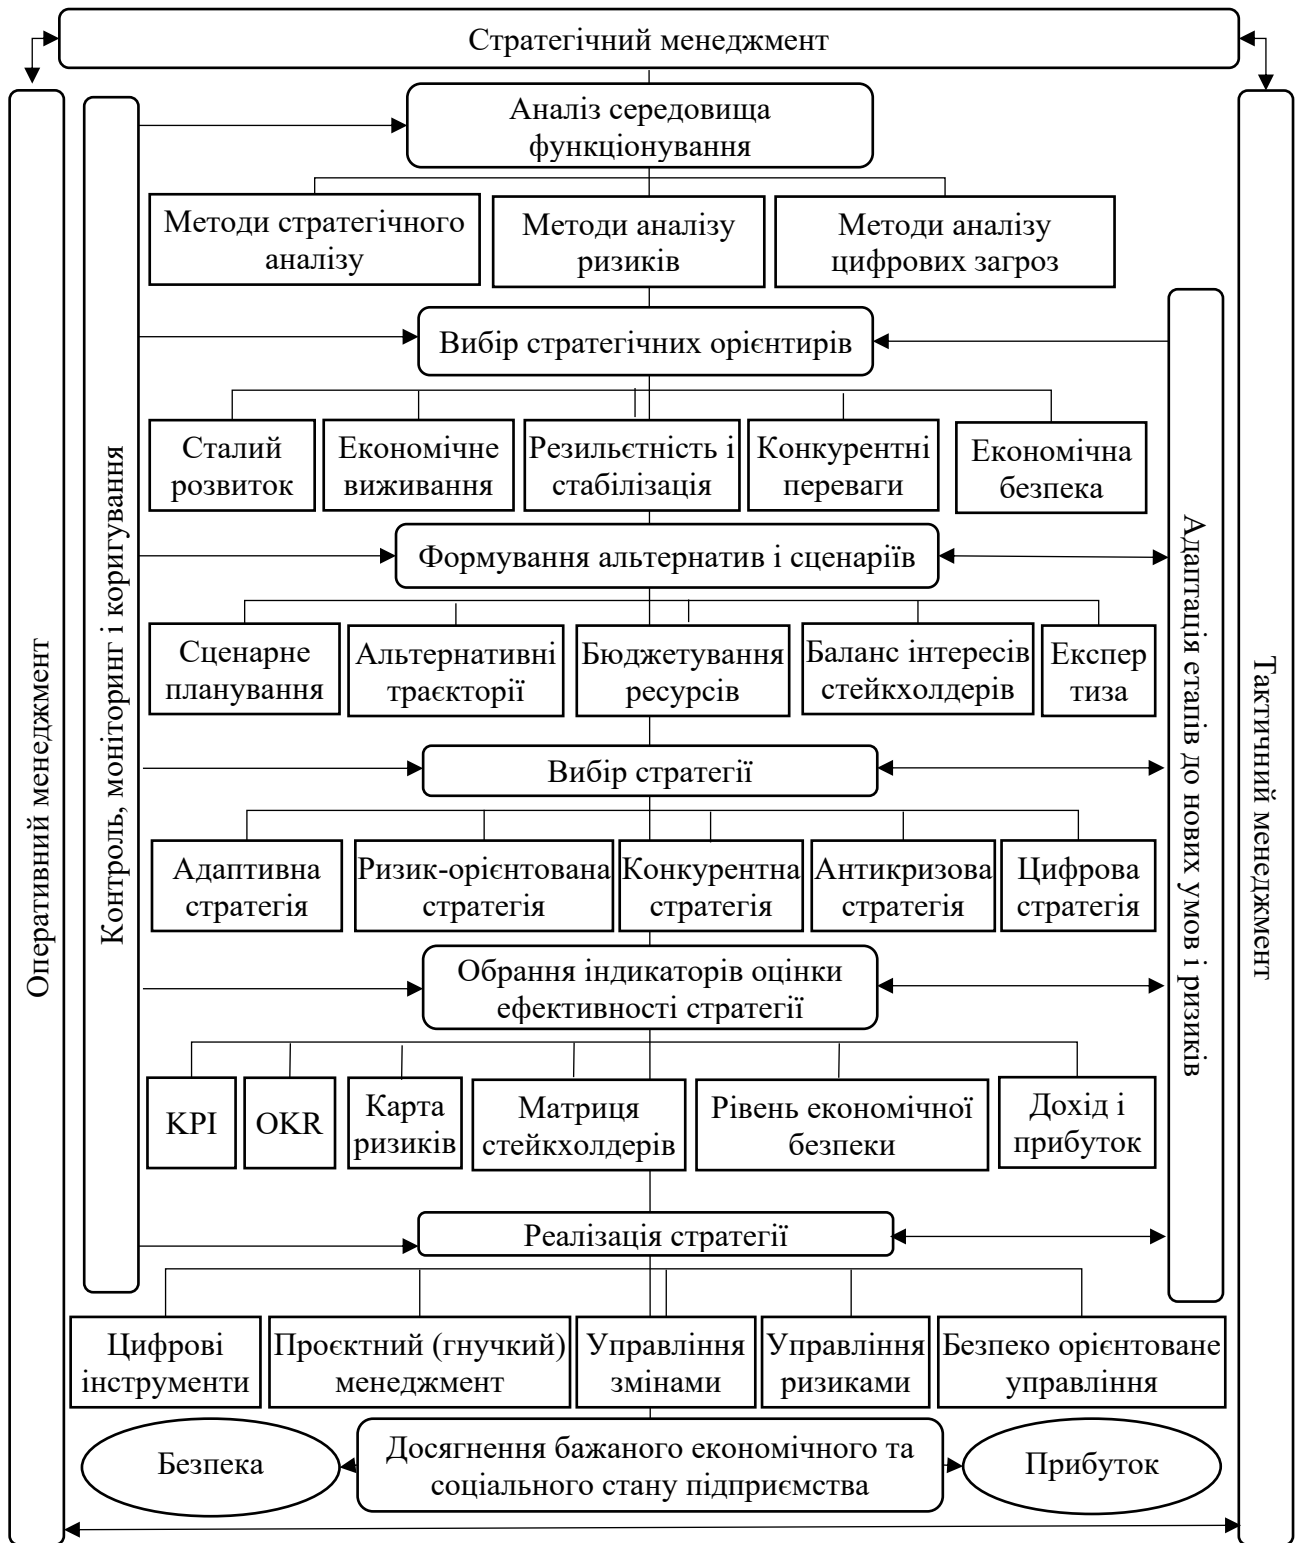 Стратегічний менеджмент
Оперативний менеджмент
Контроль, моніторинг і коригування
Аналіз середовища
функціонування
Методи стратегічного
аналізу
Методи аналізу
ризиків
Методи аналізу
цифрових загроз
Вибір стратегічних орієнтирів
Сталий
розвиток
Економічне
виживання
Резильєтність і
стабілізація
Конкурентні
переваги
Економічна
безпека
Формування альтернатив і сценаріїв
Сценарне
планування
Альтернативні
траєкторії
Бюджетування
ресурсів
Баланс інтересів
стейкхолдерів
Експер
тиза
Вибір стратегії
Адаптивна
стратегія
Ризик-орієнтована
стратегія
Конкурентна
стратегія
Антикризова
стратегія
Цифрова
стратегія
Обрання індикаторів оцінки
ефективності стратегії
KPI
OKR
Карта
ризиків
Матриця
стейкхолдерів
Рівень економічної
безпеки
Дохід і
прибуток
Реалізація стратегії
Цифрові
інструменти
Проєктний (гнучкий)
менеджмент
Управління
змінами
Управління
ризиками
Безпеко орієнтоване
управління
Безпека
Досягнення бажаного економічного та
соціального стану підприємства
Прибуток
Адаптація етапів до нових умов і ризиків
Тактичний менеджмент